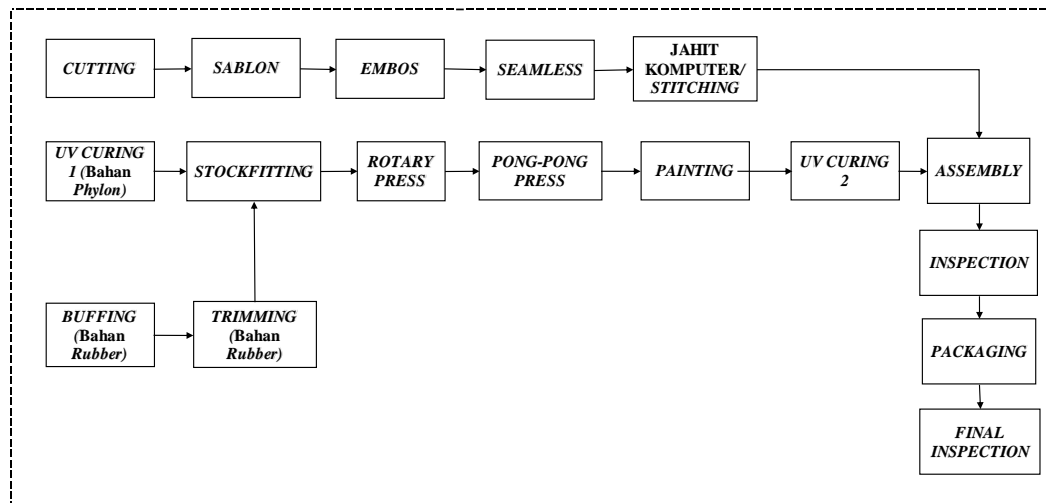 CUTTING
SABLON
EMBOS
SEAMLESS
JAHIT
KOMPUTER/
STITCHING
UV CURING
1 (Bahan
Phylon)
STOCKFITTING
ROTARY
PRESS
PONG-PONG
PRESS
PAINTING
UV CURING
2
ASSEMBLY
INSPECTION
BUFFING
(Bahan
Rubber)
TRIMMING
(Bahan
Rubber)
PACKAGING
FINAL
INSPECTION